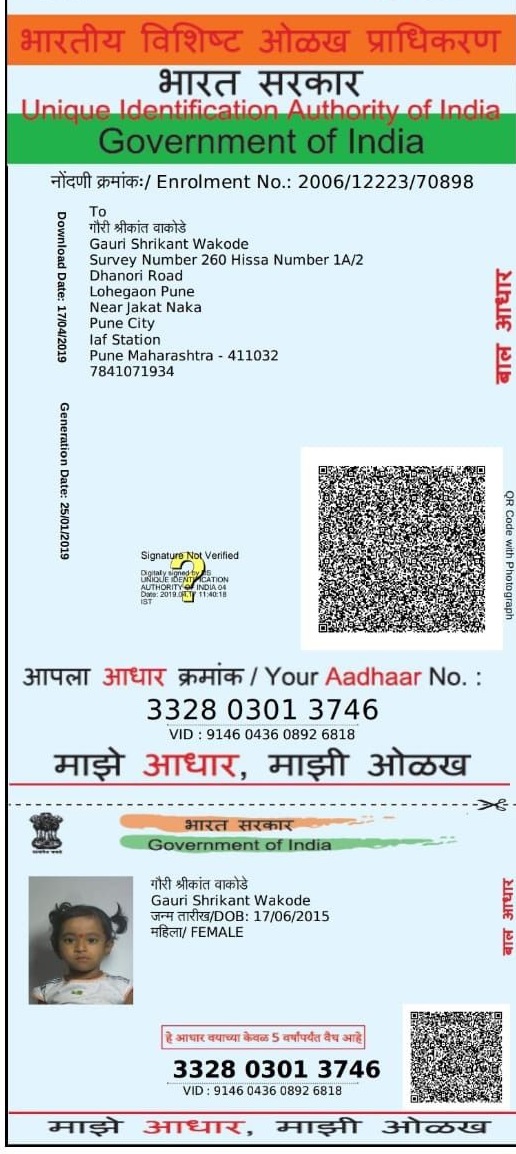 भारतीय विशिष्ट ओळख प्राधिकरण
भारत सरकार
Unique Identification Authority of India
Government of India
नोंदणी क्रमांक:/ Enrolment No.: 2006/12223/70898
Download Date: 17/04/2019
To
गौरी श्रीकांत वाकोडे
Gauri Shrikant Wakode
Survey Number 260 Hissa Number 1A/2
Dhanori Road
Lohegaon Pune
Near Jakat Naka
Pune City
Iaf Station
Pune Maharashtra - 411032
7841071934
बाल आधार
Generation Date: 25/01/2019
QR Code with Photograph
Signature Not Verified
Digitally signed by DS
UNIQUE IDENTIFICATION
AUTHORITY OF INDIA 04
Date: 2019.04.17 11:40:18
IST
आपला आधार क्रमांक / Your Aadhaar No. :
3328 0301 3746
VID : 9146 0436 0892 6818
माझे आधार, माझी ओळख
भारत सरकार
Government of India
गौरी श्रीकांत वाकोडे
Gauri Shrikant Wakode
जन्म तारीख/DOB: 17/06/2015
महिला/ FEMALE
बाल आधार
हे आधार वयाच्या केवळ 5 वर्षांपर्यंत वैध आहे
3328 0301 3746
VID : 9146 0436 0892 6818
माझे आधार, माझी ओळख